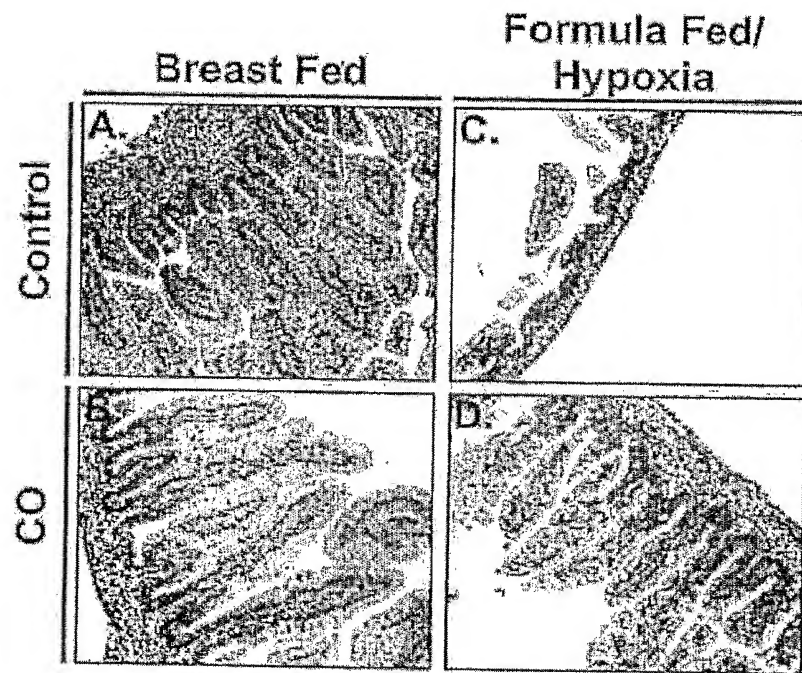 Breast Fed
Formula Fed/
Hypoxia
Control
A.
C.
CO
B.
D.